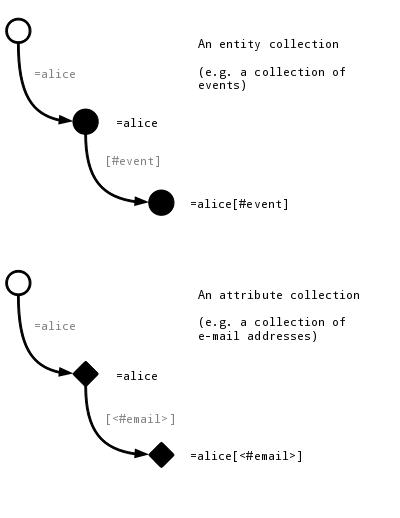 An entity collection
=alice
(e.g. a collection of
events)
=alice
[#event]
=alice[#event]
An attribute collection
=alice
(e.g. a collection of
e-mail addresses)
=alice
[<#email>]
=alice[<#email>]